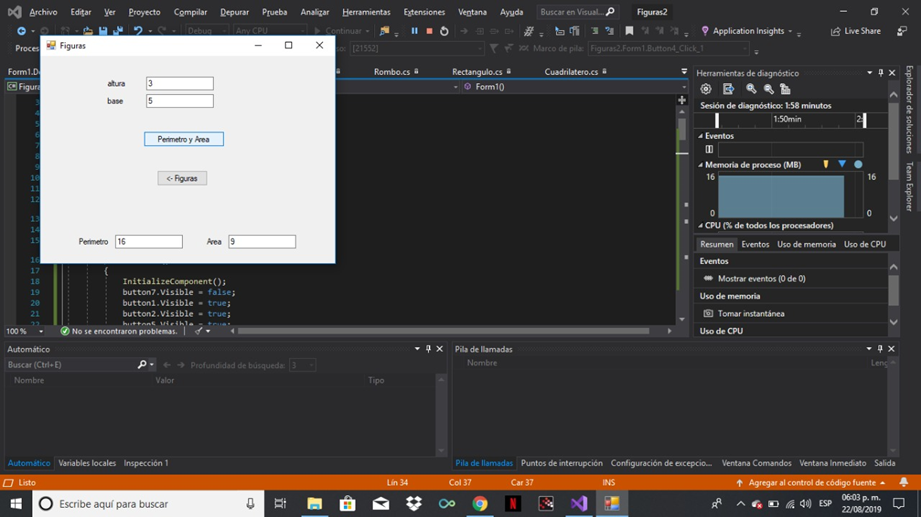 Archivo Editar Ver Proyecto Compilar Depurar Prueba Analizar Herramientas Extensiones Ventana Ayuda Buscar en Visual... Figuras2
Debug Any CPU Continuar Application Insights Live Share
Proces [21552] Marco de pila: Figuras2.Form1.Button4_Click_1
Form1.D Rombo.cs Rectangulo.cs Cuadrilatero.cs
Figura Form1()
Figuras
altura 3
base 5
Perimetro y Area
<- Figuras
Perimetro 16 Area 9
17 {
18 InitializeComponent();
19 button7.Visible = false;
20 button1.Visible = true;
21 button2.Visible = true;
22 button5.Visible = true;
100 % No se encontraron problemas.
Herramientas de diagnóstico
Sesión de diagnóstico: 1:58 minutos
1:50min
Eventos
Memoria de proceso (MB)
16 16
0 0
CPU (% de todos los procesadores)
Resumen Eventos Uso de memoria Uso de CPU
Eventos
Mostrar eventos (0 de 0)
Uso de memoria
Tomar instantánea
Uso de CPU
Explorador de soluciones
Team Explorer
Automático
Buscar (Ctrl+E) Profundidad de búsqueda: 3
Nombre Valor Tipo
Automático Variables locales Inspección 1
Pila de llamadas
Nombre Leng
Pila de llamadas Puntos de interrupción Configuración de excepcio... Ventana Comandos Ventana Inmediato Salida
Listo Lín 34 Col 37 Car 37 INS Agregar al control de código fuente
Escribe aquí para buscar ESP 06:03 p. m.
22/08/2019